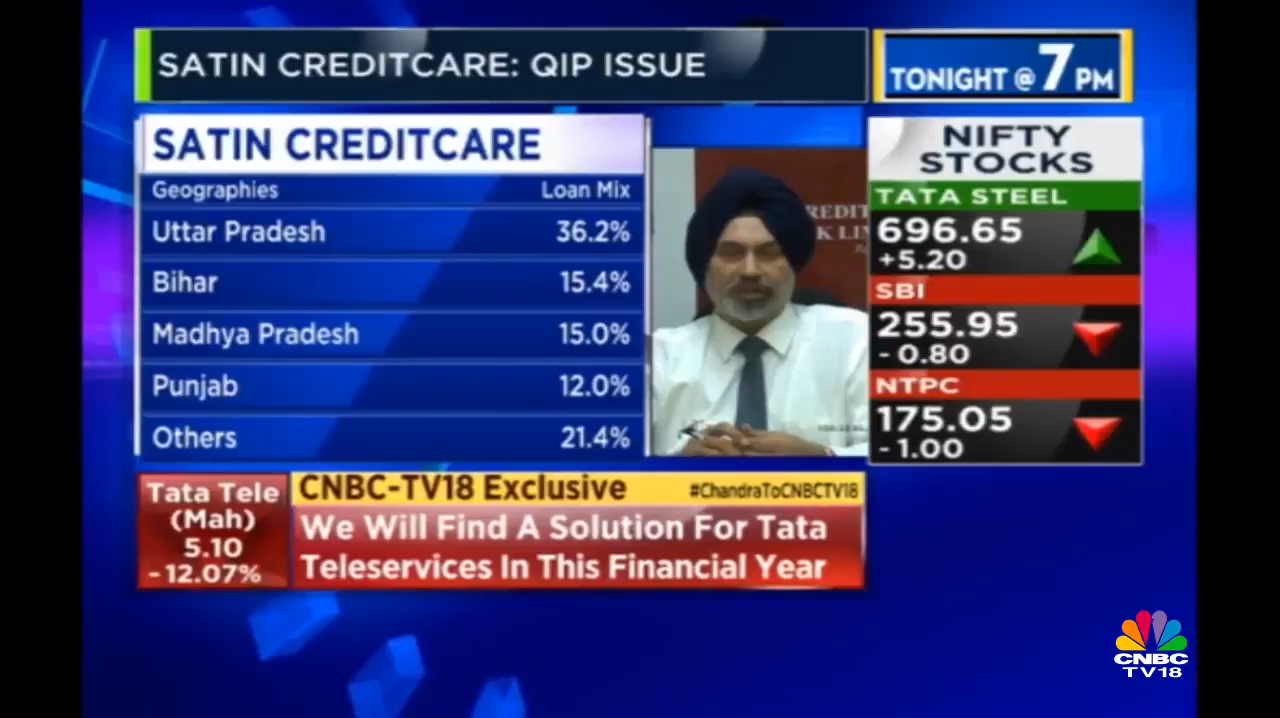 SATIN CREDITCARE: QIP ISSUE
TONIGHT @ 7 PM
SATIN CREDITCARE
Geographies Loan Mix
Uttar Pradesh 36.2%
Bihar 15.4%
Madhya Pradesh 15.0%
Punjab 12.0%
Others 21.4%
REDIT
K LI
NIFTY
STOCKS
TATA STEEL
696.65
+5.20
SBI
255.95
- 0.80
NTPC
175.05
- 1.00
Tata Tele
(Mah)
5.10
-12.07%
CNBC-TV18 Exclusive #ChandraToCNBCTV18
We Will Find A Solution For Tata
Teleservices In This Financial Year
CNBC
TV18